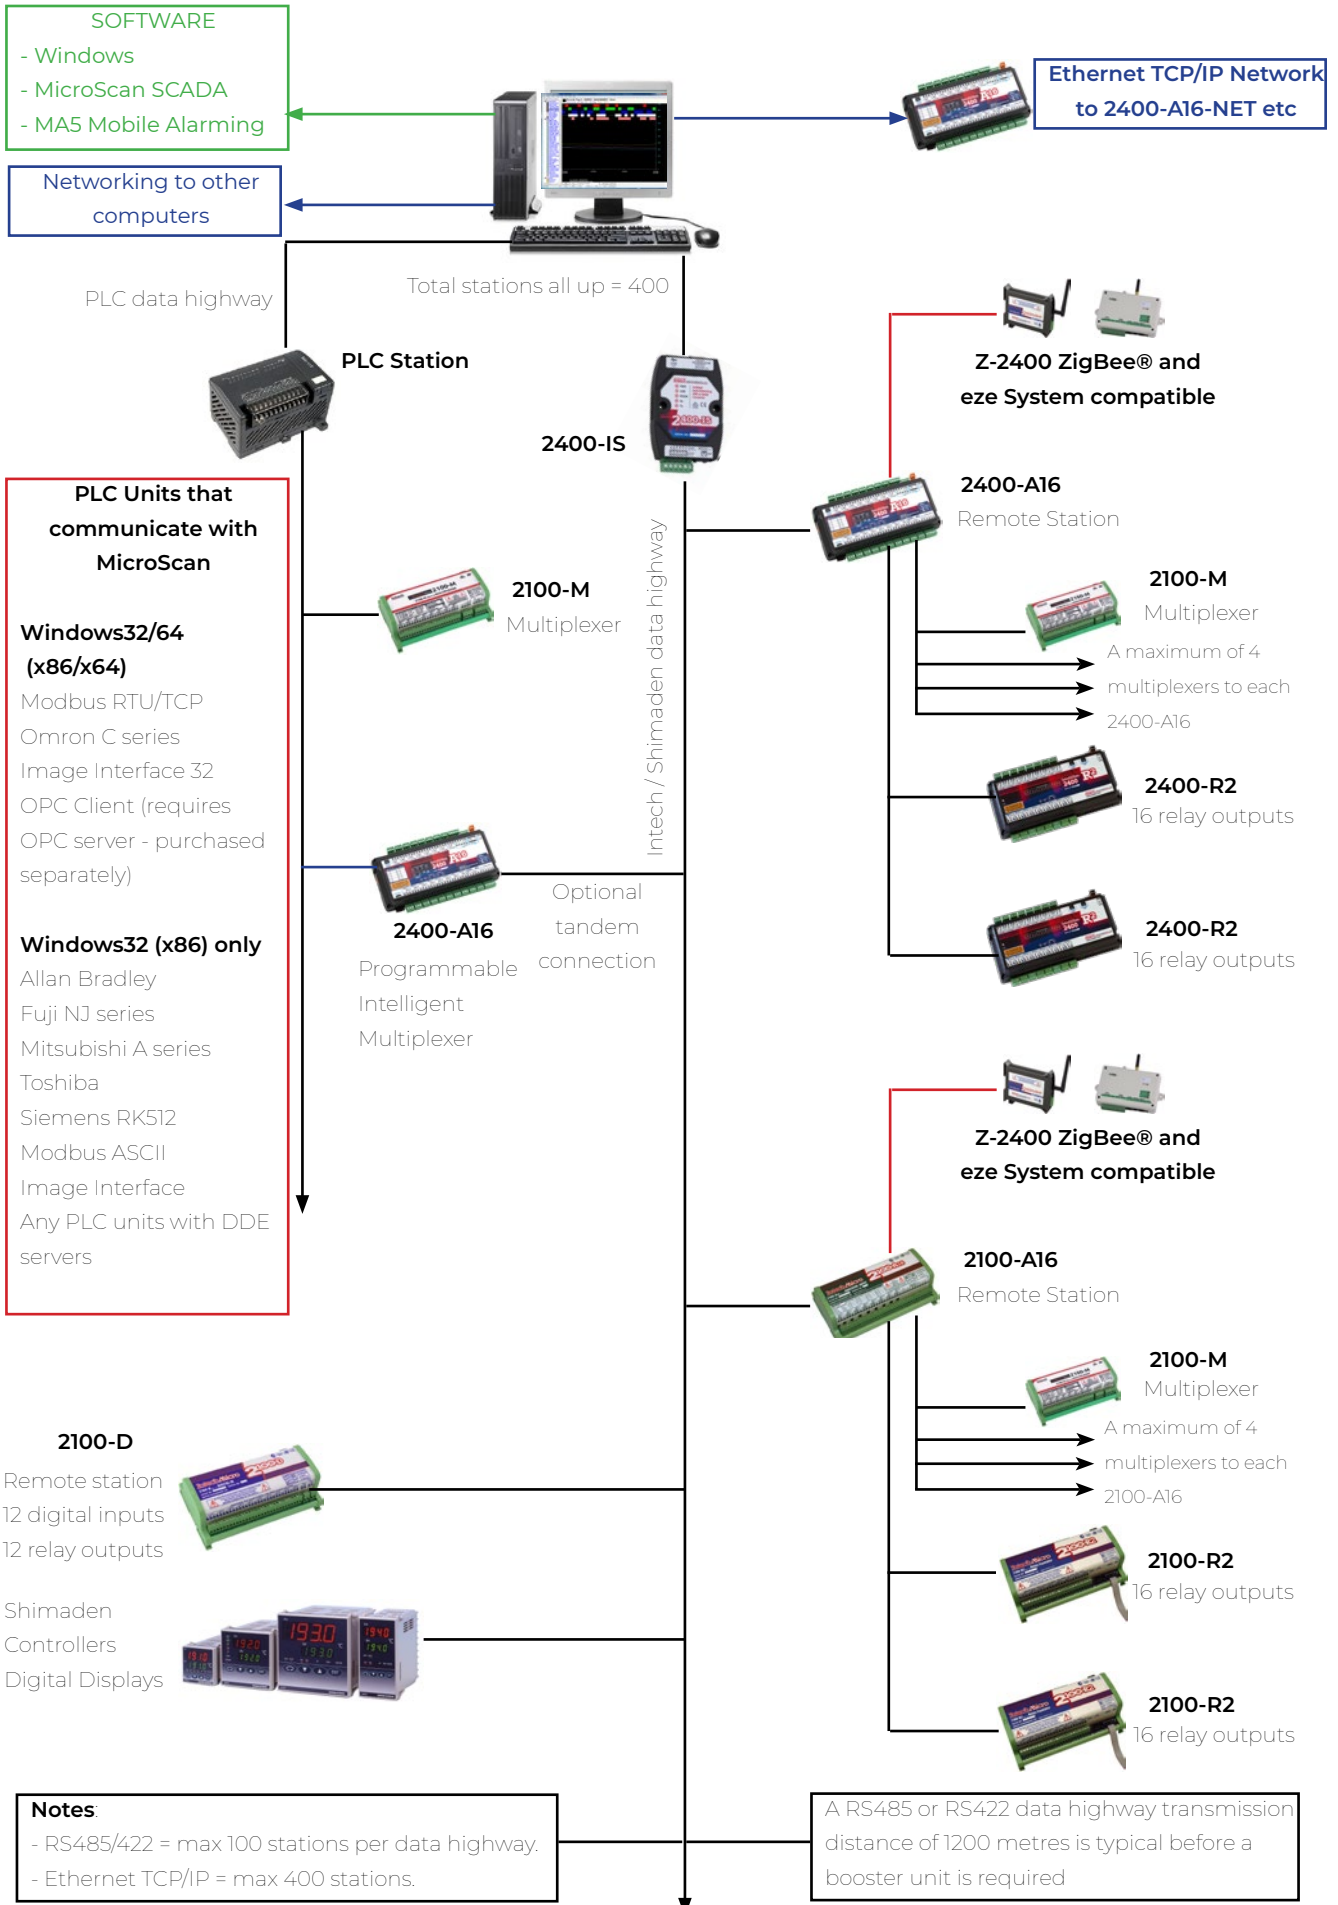 SOFTWARE
- Windows
- MicroScan SCADA
- MA5 Mobile Alarming
Ethernet TCP/IP Network
to 2400-A16-NET etc
Networking to other
computers
PLC data highway
Total stations all up = 400
PLC Station
2400-IS
Z-2400 ZigBee® and
eze System compatible
2400-A16
Remote Station
PLC Units that
communicate with
MicroScan
Windows32/64
(x86/x64)
Modbus RTU/TCP
Omron C series
Image Interface 32
OPC Client (requires
OPC server - purchased
separately)
Windows32 (x86) only
Allan Bradley
Fuji NJ series
Mitsubishi A series
Toshiba
Siemens RK512
Modbus ASCII
Image Interface
Any PLC units with DDE
servers
2100-M
Multiplexer
Intech / Shimaden data highway
2100-M
Multiplexer
A maximum of 4
multiplexers to each
2400-A16
2400-R2
16 relay outputs
2400-A16
Programmable
Intelligent
Multiplexer
Optional
tandem
connection
2400-R2
16 relay outputs
Z-2400 ZigBee® and
eze System compatible
2100-A16
Remote Station
2100-M
Multiplexer
A maximum of 4
multiplexers to each
2100-A16
2100-D
Remote station
12 digital inputs
12 relay outputs
2100-R2
16 relay outputs
Shimaden
Controllers
Digital Displays
193.0
193.0
192.0
194.0
2100-R2
16 relay outputs
Notes:
- RS485/422 = max 100 stations per data highway.
- Ethernet TCP/IP = max 400 stations.
A RS485 or RS422 data highway transmission
distance of 1200 metres is typical before a
booster unit is required